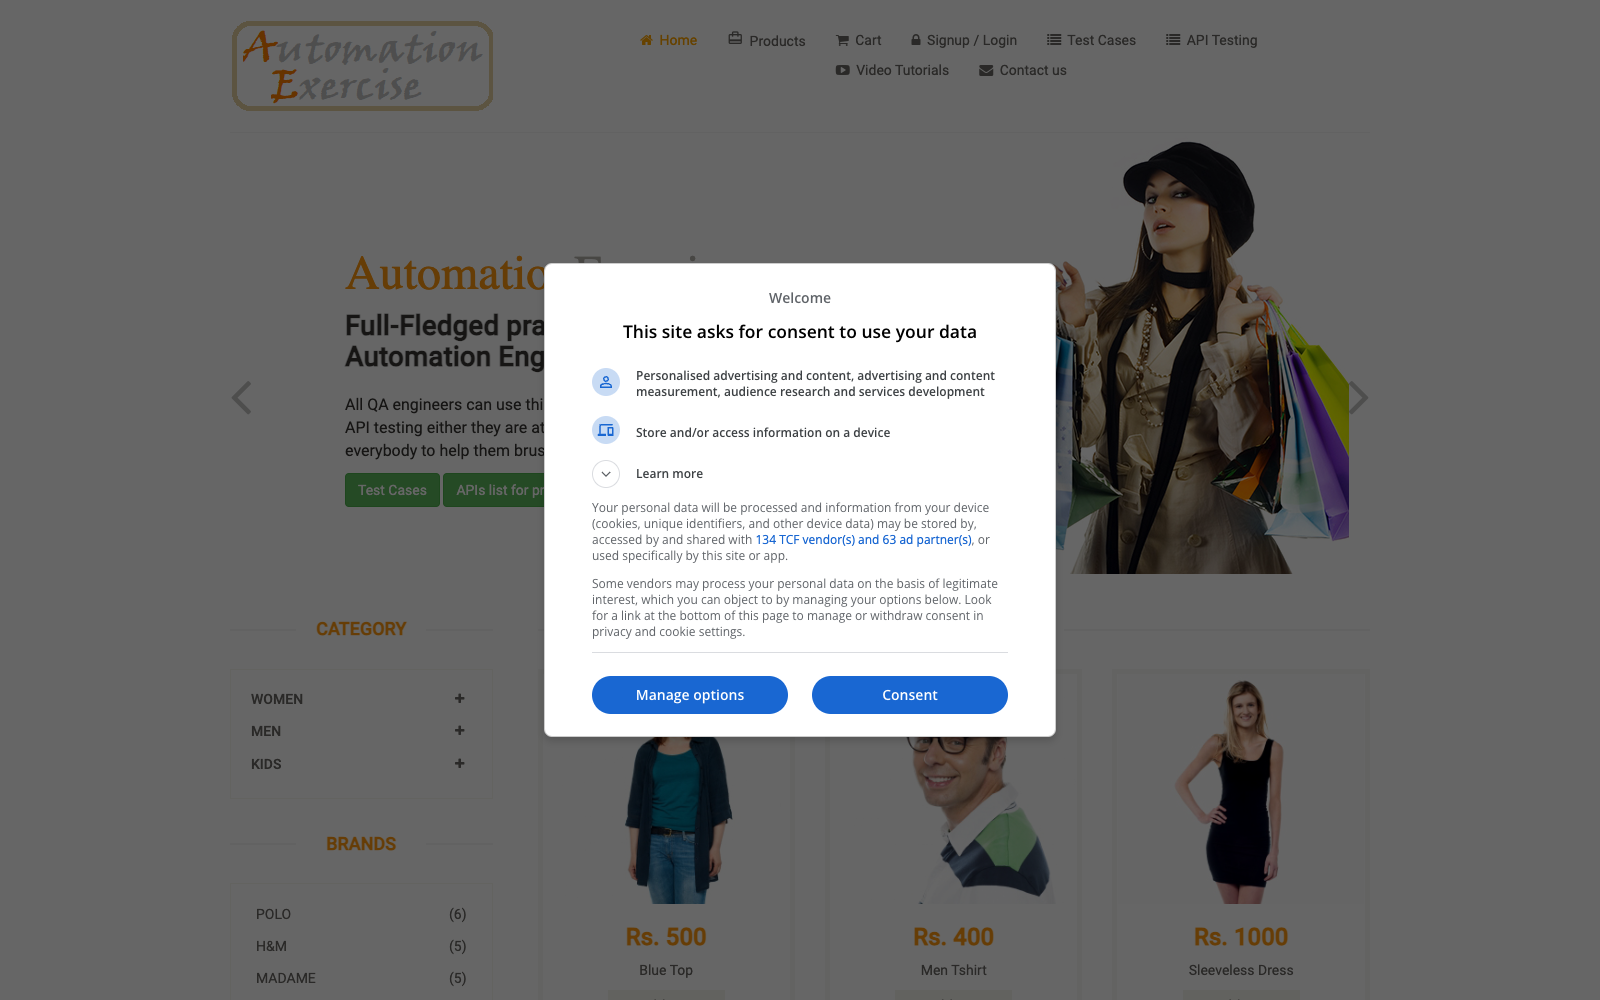 Automation
Exercise
Home
Products
Cart
Signup / Login
Test Cases
API Testing
Video Tutorials
Contact us
Full-Fledged
Automation
All QA engineers can use
API testing either they are
everybody to help them
Test Cases
APIs list for
Welcome
This site asks for consent to use your data
Personalised advertising and content, advertising and content
measurement, audience research and services development
Store and/or access information on a device
Learn more
Your personal data will be processed and information from your device
(cookies, unique identifiers, and other device data) may be stored by,
accessed by and shared with 134 TCF vendor(s) and 63 ad partner(s), or
used specifically by this site or app.
Some vendors may process your personal data on the basis of legitimate
interest, which you can object to by managing your options below. Look
for a link at the bottom of this page to manage or withdraw consent in
privacy and cookie settings.
Manage options
Consent
CATEGORY
WOMEN
MEN
KIDS
BRANDS
POLO (6)
H&M (5)
MADAME (5)
Rs. 500
Blue Top
Rs. 400
Men Tshirt
Rs. 1000
Sleeveless Dress